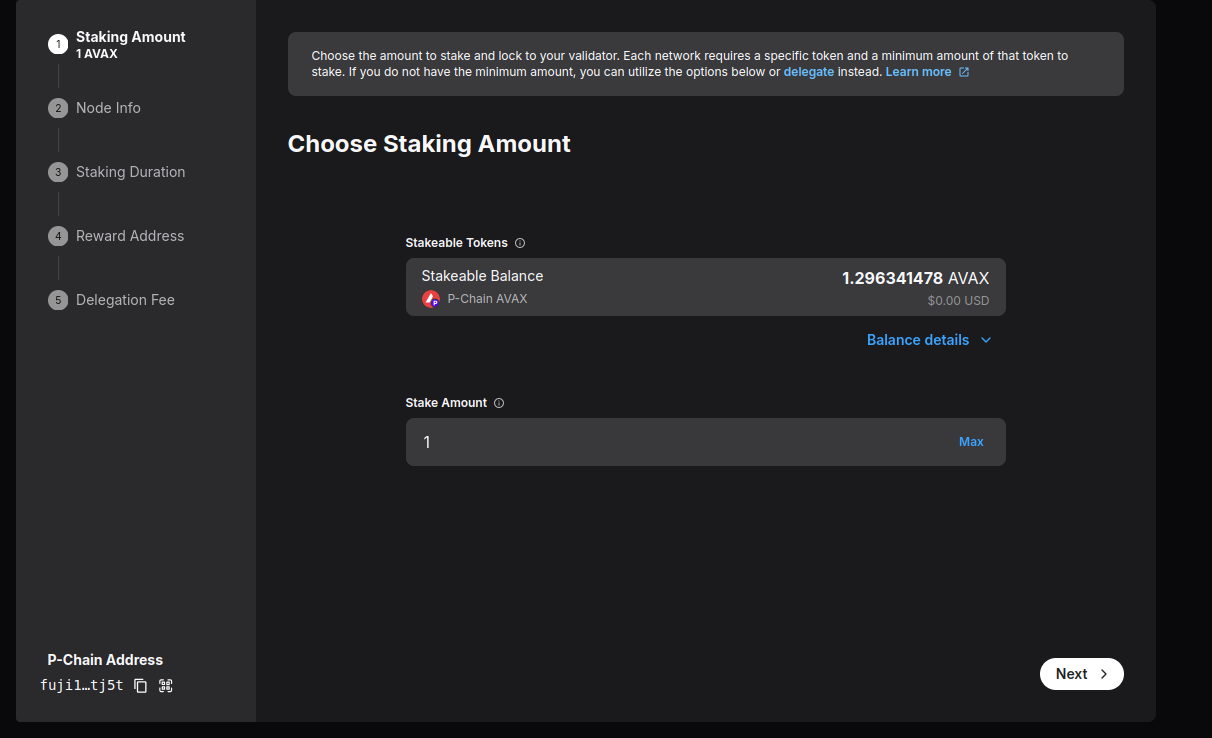 1
Staking Amount
1 AVAX
2
Node Info
3
Staking Duration
4
Reward Address
5
Delegation Fee
P-Chain Address
fuji1…tj5t
Choose the amount to stake and lock to your validator. Each network requires a specific token and a minimum amount of that token to
stake. If you do not have the minimum amount, you can utilize the options below or delegate instead. Learn more
Choose Staking Amount
Stakeable Tokens
Stakeable Balance
1.296341478 AVAX
P-Chain AVAX
$0.00 USD
Balance details
Stake Amount
1
Max
Next